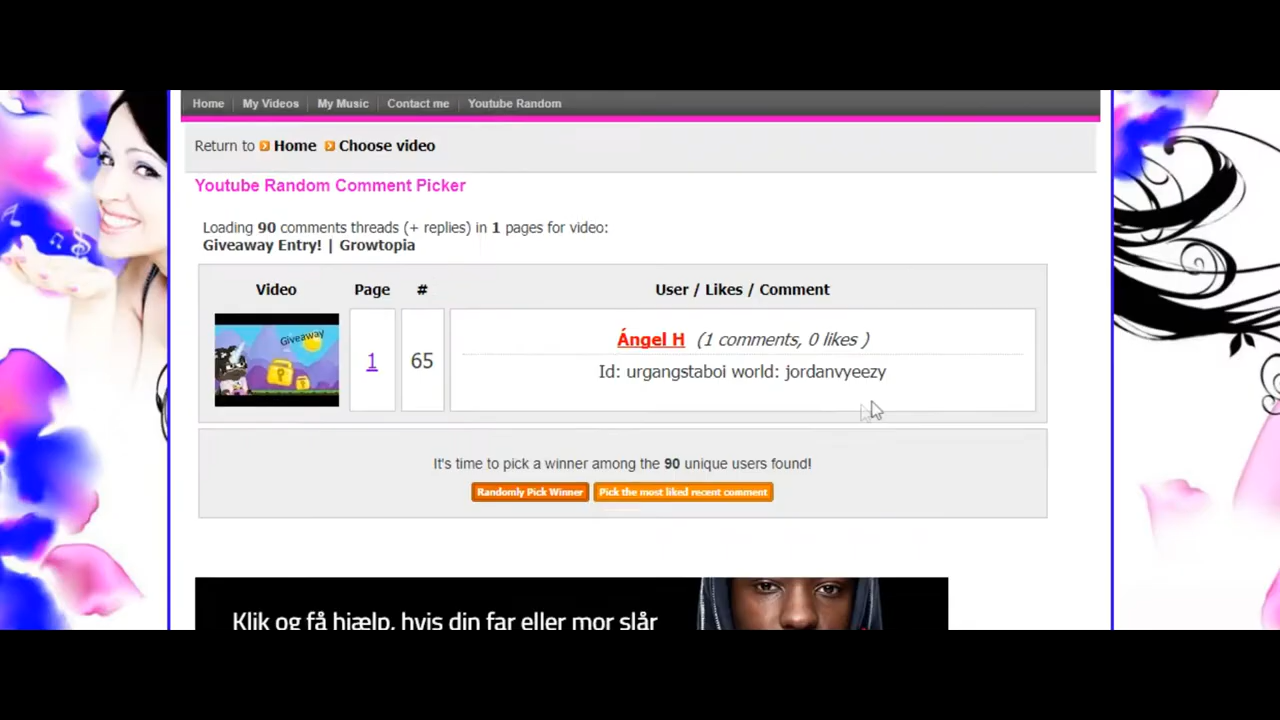 Home My Videos My Music Contact me Youtube Random
Return to Home Choose video
Youtube Random Comment Picker
Loading 90 comments threads (+ replies) in 1 pages for video:
Giveaway Entry! | Growtopia
Video Page # User / Likes / Comment
Giveaway
1 65
Ángel H (1 comments, 0 likes )
Id: urgangstaboi world: jordanvyeezy
It's time to pick a winner among the 90 unique users found!
Randomly Pick Winner Pick the most liked recent comment
Klik og få hjælp, hvis din far eller mor slår